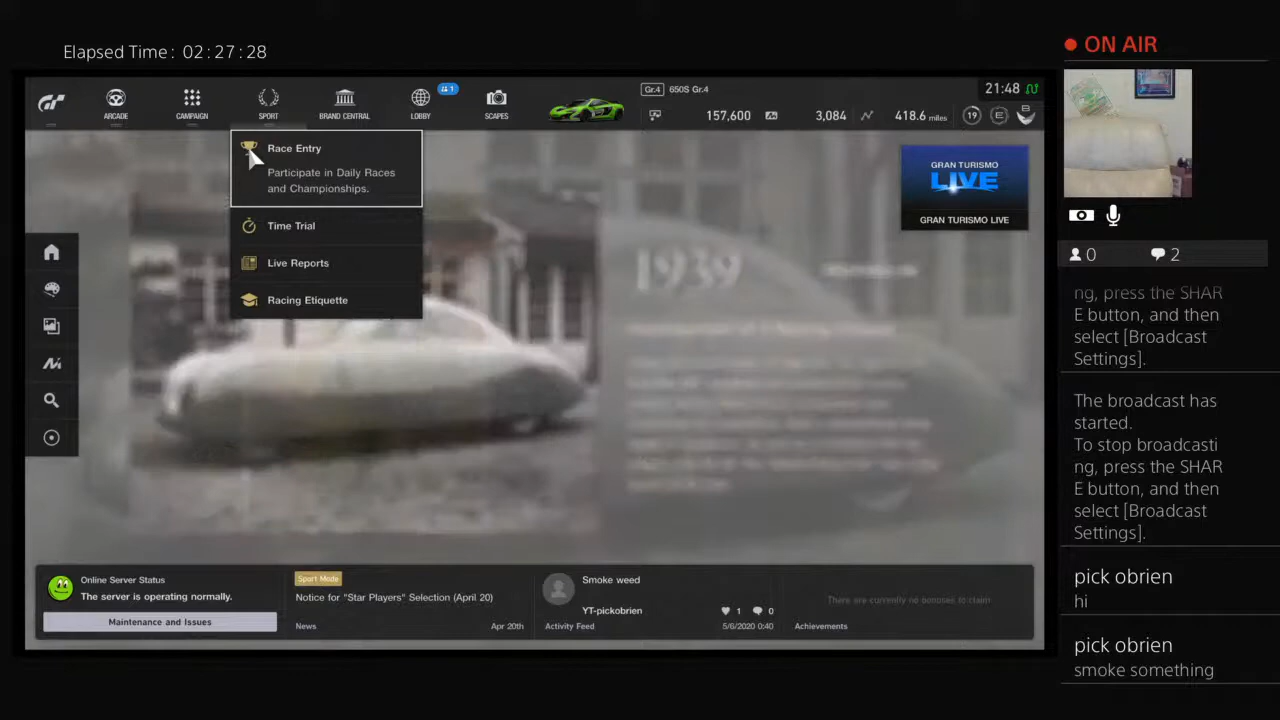 Elapsed Time: 02:27:28
ON AIR
ARCADE
CAMPAIGN
SPORT
BRAND CENTRAL
LOBBY
1
SCAPES
Gr.4 650S Gr.4
21:48
157,600
3,084
418.6 miles
19
E
Race Entry
Participate in Daily Races
and Championships.
Time Trial
Live Reports
Racing Etiquette
1939
GRAN TURISMO
LIVE
GRAN TURISMO LIVE
Online Server Status
The server is operating normally.
Maintenance and Issues
Sport Mode
Notice for "Star Players" Selection (April 20)
News
Apr 20th
Smoke weed
YT-pickobrien
1
0
Activity Feed
5/6/2020 0:40
There are currently no bonuses to claim
Achievements
0
2
ng, press the SHAR
E button, and then
select [Broadcast
Settings].
The broadcast has
started.
To stop broadcasti
ng, press the SHAR
E button, and then
select [Broadcast
Settings].
pick obrien
hi
pick obrien
smoke something